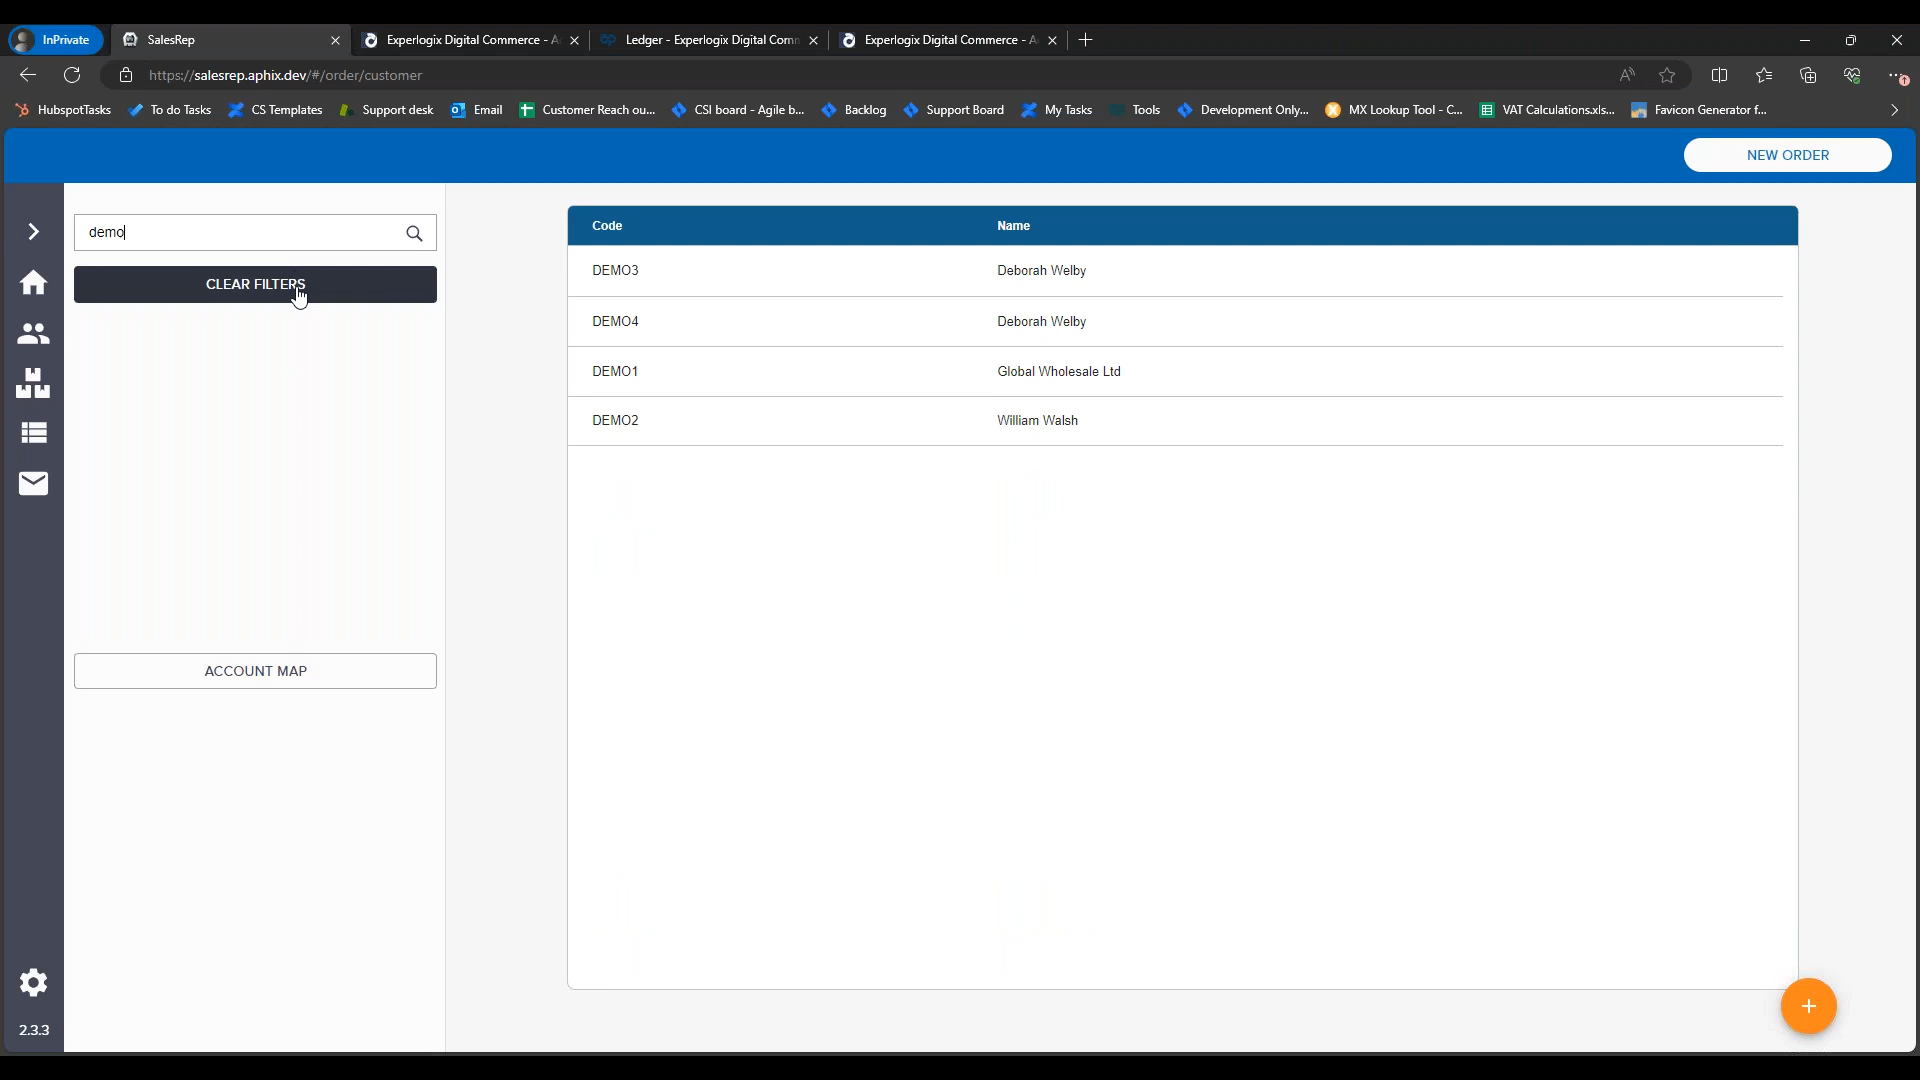 InPrivate
SalesRep
Experlogix Digital Commerce - A
Ledger - Experlogix Digital Com
Experlogix Digital Commerce - A
https://salesrep.aphix.dev/#/order/customer
HubspotTasks
To do Tasks
CS Templates
Support desk
Email
Customer Reach ou...
CSI board - Agile b...
Backlog
Support Board
My Tasks
Tools
Development Only...
MX Lookup Tool - C...
VAT Calculations.xls...
Favicon Generator f...
NEW ORDER
demo
CLEAR FILTERS
ACCOUNT MAP
2.3.3
Code Name
DEMO3 Deborah Welby
DEMO4 Deborah Welby
DEMO1 Global Wholesale Ltd
DEMO2 William Walsh